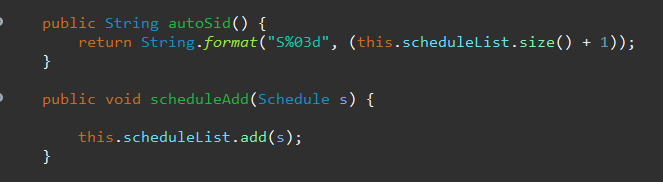 public String autoSid() {
return String.format("S%03d", (this.scheduleList.size() + 1));
}
public void scheduleAdd(Schedule s) {
this.scheduleList.add(s);
}